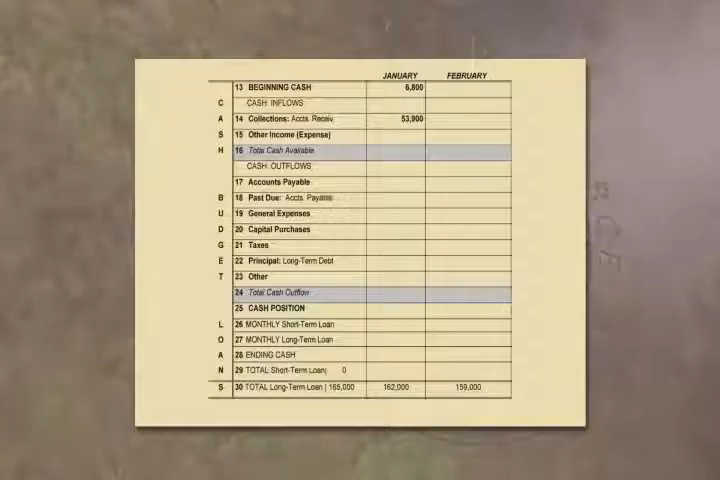 JANUARY FEBRUARY
13 BEGINNING CASH 6,800
C CASH INFLOWS
A 14 Collections: Accts. Receiv. 53,900
S 15 Other Income (Expense)
H 16 Total Cash Available
CASH OUTFLOWS
17 Accounts Payable
B 18 Past Due: Accts. Payable
U 19 General Expenses
D 20 Capital Purchases
G 21 Taxes
E 22 Principal: Long-Term Debt
T 23 Other
24 Total Cash Outflow
25 CASH POSITION
L 26 MONTHLY Short-Term Loan
O 27 MONTHLY Long-Term Loan
A 28 ENDING CASH
N 29 TOTAL Short-Term Loan| 0
S 30 TOTAL Long-Term Loan | 165,000 162,000 159,000